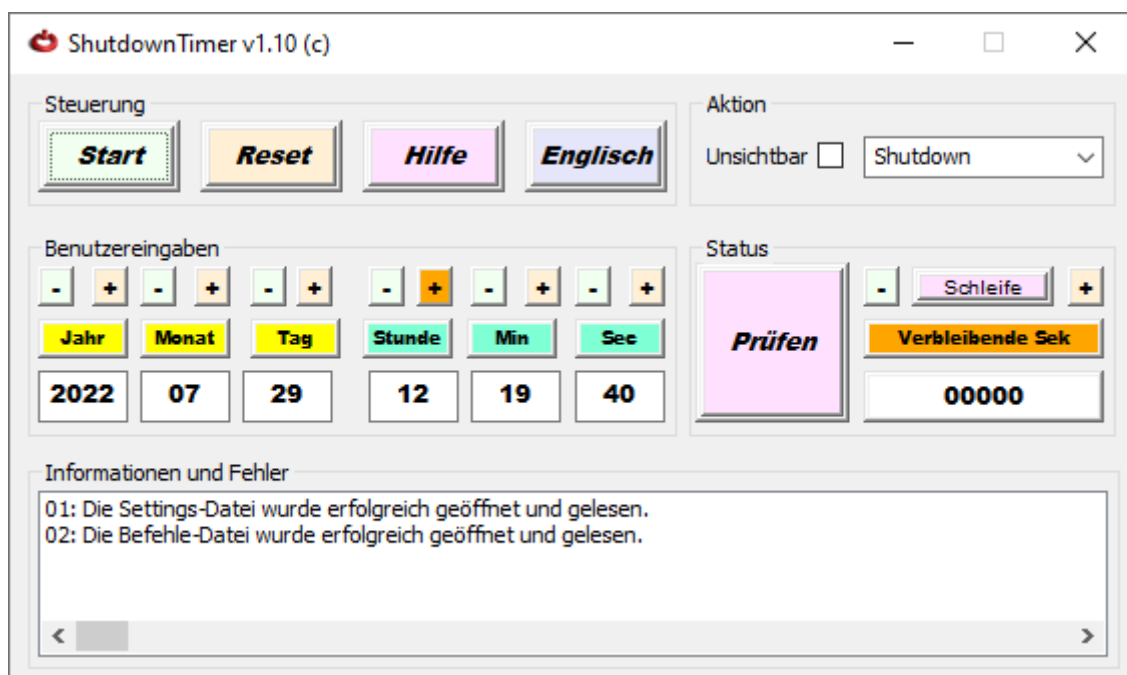 ShutdownTimer v1.10 (c)
Steuerung
Start Reset Hilfe Englisch
Aktion
Unsichtbar Shutdown
Benutzereingaben
- + - + - + - + - + - +
Jahr Monat Tag Stunde Min Sec
2022 07 29 12 19 40
Status
Prüfen
- Schleife +
Verbleibende Sek
00000
Informationen und Fehler
01: Die Settings-Datei wurde erfolgreich geöffnet und gelesen.
02: Die Befehle-Datei wurde erfolgreich geöffnet und gelesen.